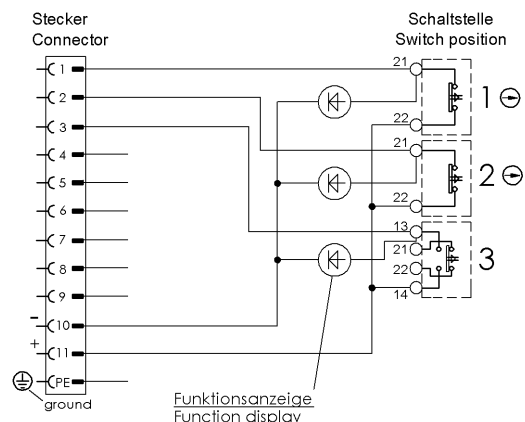 Stecker
Connector
Schaltstelle
Switch position
1
2
3
4
5
6
7
8
9
- 10
+ 11
PE
ground
21
22
1
21
22
2
13
21
22
14
3
Funktionsanzeige
Function display